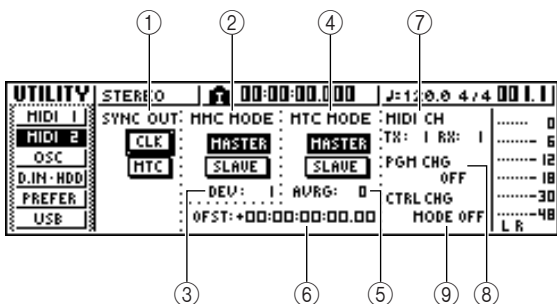 ① ② ④ ⑦
UTILITY STEREO 00:00:00.000 ♩=120.0 4/4 001.1
MIDI 1
MIDI 2
OSC
D.IN·HDD
PREFER
USB
SYNC OUT
CLK
MTC
MMC MODE
MASTER
SLAVE
DEV: 1
MTC MODE
MASTER
SLAVE
AVRG: 0
OFST:+00:00:00:00.00
MIDI CH
TX: 1 RX: 1
PGM CHG
OFF
CTRL CHG
MODE OFF
0
6
12
18
30
48
L R
③ ⑥ ⑤ ⑨ ⑧